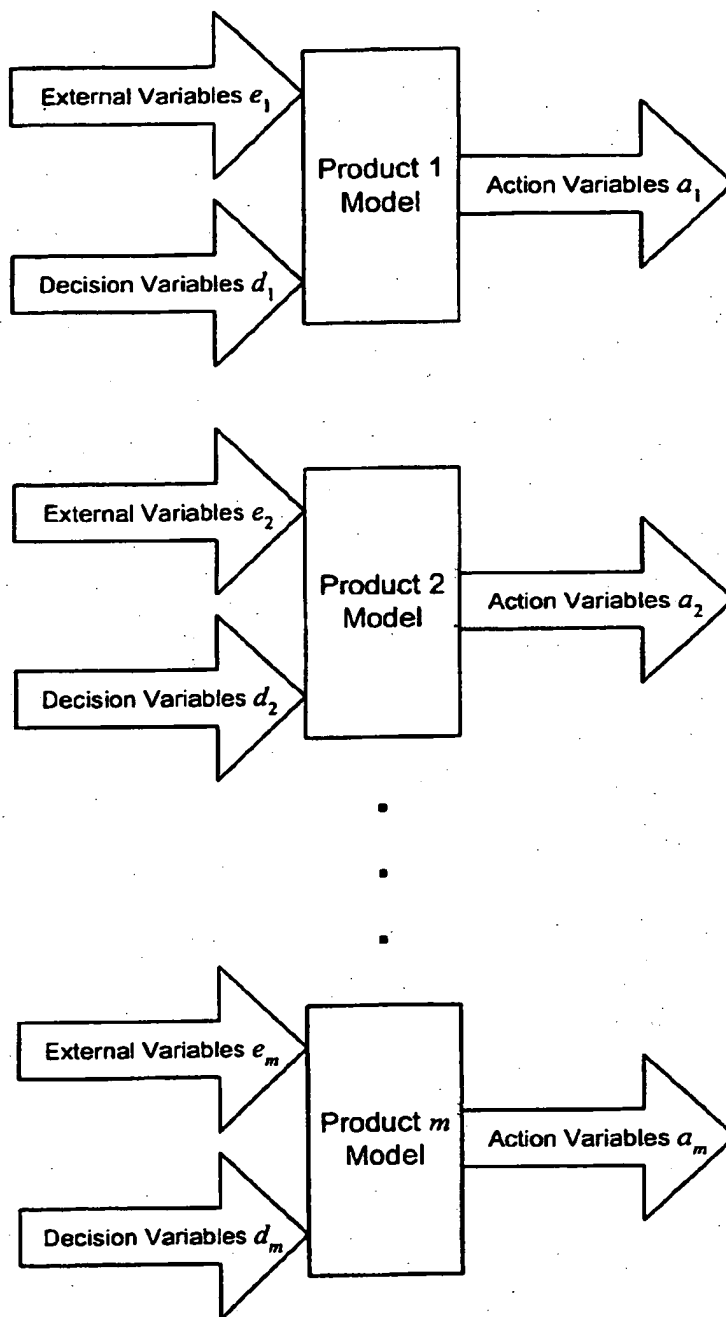 External Variables e₁
Product 1
Model
Action Variables a₁
Decision Variables d₁
External Variables e₂
Product 2
Model
Action Variables a₂
Decision Variables d₂
External Variables eₘ
Product m
Model
Action Variables aₘ
Decision Variables dₘ